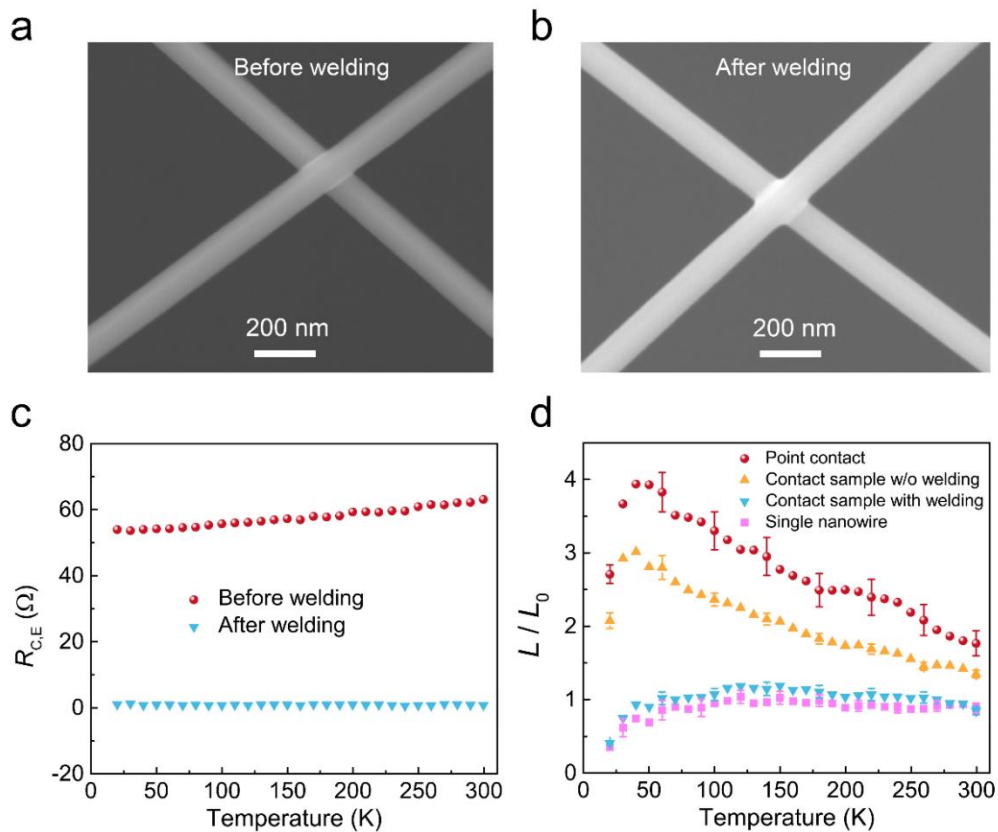 a
b
Before welding
After welding
200 nm
200 nm
c
d
80
60
40
20
0
-20
R_C,E (Ω)
Before welding
After welding
0
50
100
150
200
250
300
Temperature (K)
4
3
2
1
0
L / L_0
Point contact
Contact sample w/o welding
Contact sample with welding
Single nanowire
0
50
100
150
200
250
300
Temperature (K)